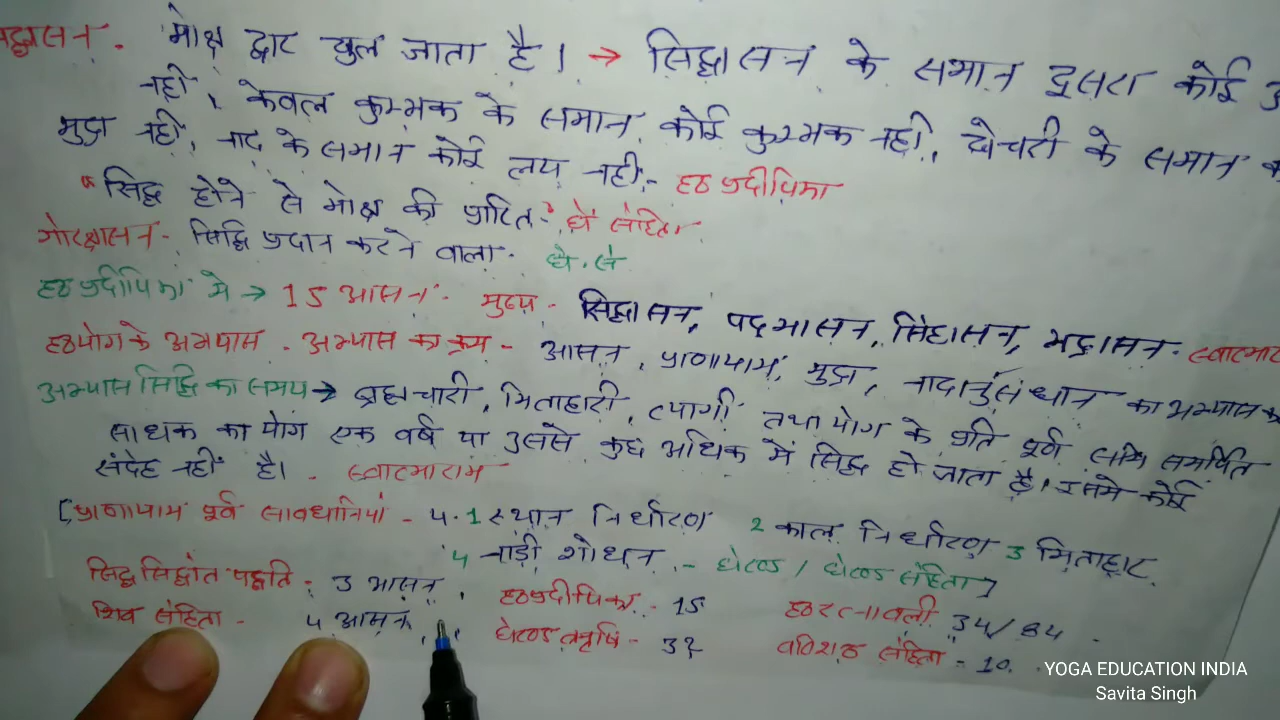 मोक्ष द्वार खुल जाता है। → सिद्धासन के समान दूसरा कोई
नही, केवल कुम्भक के समान कोई कुम्भक नही, खेचरी के समान
मुद्रा नही, नाद के समान कोई लय नही - हठ प्रदीपिका
सिद्ध होने से मोक्ष की प्राप्ति - घे संहिता
गोरक्षासन - सिद्धि प्रदान करने वाला - घे. सं
हठ प्रदीपिका मे → 15 आसन - मुख्य - सिद्धासन, पद्मासन, सिंहासन, भद्रासन -
हठयोग के अभ्यास - अभ्यास का क्रम - आसन, प्राणायाम, मुद्रा, नादानुसंधान का अभ्यास
अभ्यास सिद्धि का समय → ब्रह्मचारी, मिताहारी, त्यागी तथा योग के प्रति पूर्ण समर्पित
साधक का योग एक वर्ष या उससे कुछ अधिक में सिद्ध हो जाता है। इसमे कोई
संदेह नहीं है। - स्वात्माराम
[प्राणायाम पूर्व सावधानियां - 4. 1 स्थान निर्धारण 2 काल निर्धारण 3 मिताहार
4 नाड़ी शोधन - घेरण्ड / घेरण्ड संहिता]
सिद्ध सिद्धांत पद्धति : 3 आसन, हठप्रदीपिका - 15 हठरत्नावली 34/84
शिव संहिता - 4 आसन, घेरण्ड ऋषि - 32 वशिष्ठ संहिता - 10.
YOGA EDUCATION INDIA
Savita Singh